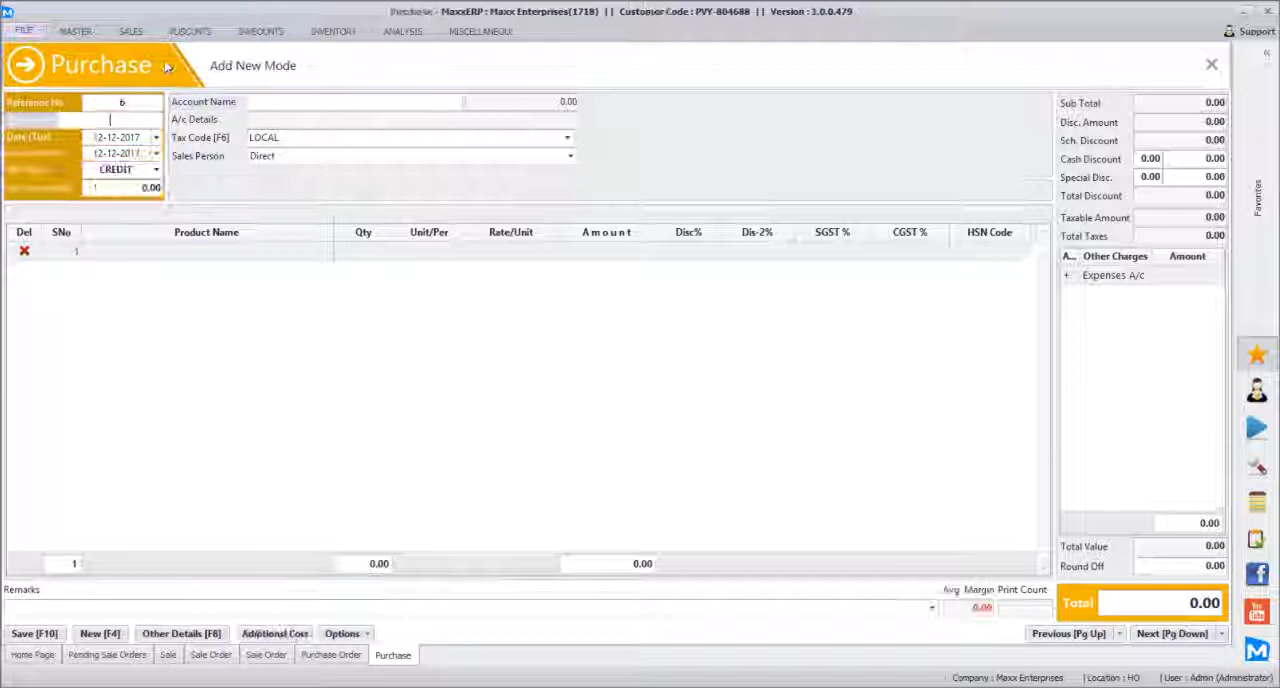 MaxxERP : Maxx Enterprises(1718) || Customer Code : PVY-804688 || Version : 3.0.0.479
FILE MASTER SALES INVENTORY ANALYSIS MISCELLANEOUS Support
Purchase Add New Mode
Reference No 6 Account Name 0.00 Sub Total 0.00
A/c Details Disc. Amount 0.00
12-12-2017 Tax Code [F6] LOCAL Sch. Discount 0.00
12-12-2017 Sales Person Direct Cash Discount 0.00 0.00
CREDIT Special Disc. 0.00 0.00
0.00 Total Discount 0.00
Taxable Amount 0.00
Total Taxes 0.00
Favorites
Del SNo Product Name Qty Unit/Per Rate/Unit A m o u n t Disc% Dis-2% SGST % CGST % HSN Code
1
A... Other Charges Amount
+ Expenses A/c
0.00
1 0.00 0.00
Total Value 0.00
Round Off 0.00
Remarks Avg. Margin Print Count
0.00
Total 0.00
Save [F10] New [F4] Other Details [F8] Additional Cost Options Previous [Pg Up] Next [Pg Down]
Home Page Pending Sale Orders Sale Sale Order Sale Order Purchase Order Purchase
Company : Maxx Enterprises | Location : HO | User : Admin (Administrator)